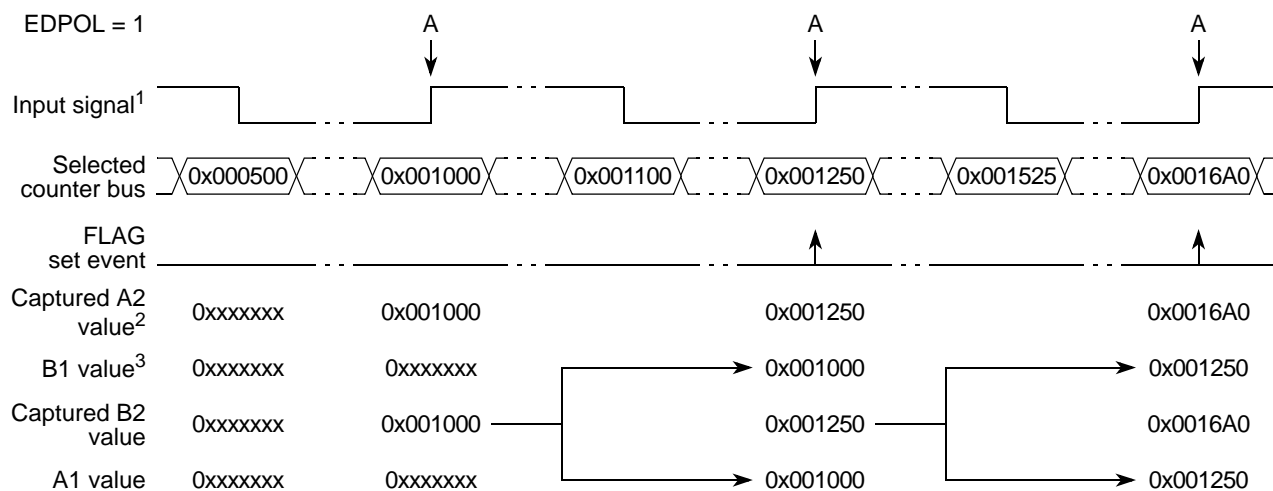 EDPOL = 1 A A A
Input signal1
Selected
counter bus 0x000500 0x001000 0x001100 0x001250 0x001525 0x0016A0
FLAG
set event
Captured A2
value2 0xxxxxxx 0x001000 0x001250 0x0016A0
B1 value3 0xxxxxxx 0xxxxxxx 0x001000 0x001250
Captured B2
value 0xxxxxxx 0x001000 0x001250 0x0016A0
A1 value 0xxxxxxx 0xxxxxxx 0x001000 0x001250